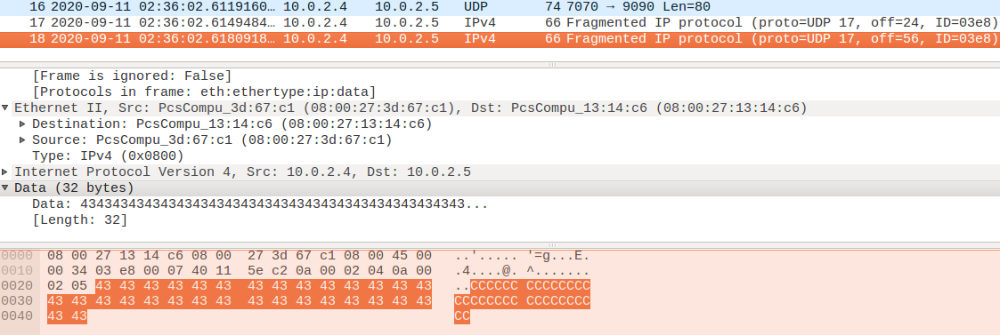 16 2020-09-11 02:36:02.6119160… 10.0.2.4 10.0.2.5 UDP 74 7070 → 9090 Len=80
17 2020-09-11 02:36:02.6149484… 10.0.2.4 10.0.2.5 IPv4 66 Fragmented IP protocol (proto=UDP 17, off=24, ID=03e8)
18 2020-09-11 02:36:02.6180918… 10.0.2.4 10.0.2.5 IPv4 66 Fragmented IP protocol (proto=UDP 17, off=56, ID=03e8)
[Frame is ignored: False]
[Protocols in frame: eth:ethertype:ip:data]
Ethernet II, Src: PcsCompu_3d:67:c1 (08:00:27:3d:67:c1), Dst: PcsCompu_13:14:c6 (08:00:27:13:14:c6)
Destination: PcsCompu_13:14:c6 (08:00:27:13:14:c6)
Source: PcsCompu_3d:67:c1 (08:00:27:3d:67:c1)
Type: IPv4 (0x0800)
Internet Protocol Version 4, Src: 10.0.2.4, Dst: 10.0.2.5
Data (32 bytes)
Data: 434343434343434343434343434343434343434343434343...
[Length: 32]
0000 08 00 27 13 14 c6 08 00 27 3d 67 c1 08 00 45 00 ..'..... '=g...E.
0010 00 34 03 e8 00 07 40 11 5e c2 0a 00 02 04 0a 00 .4....@. ^.......
0020 02 05 43 43 43 43 43 43 43 43 43 43 43 43 43 43 ..CCCCCC CCCCCCCC
0030 43 43 43 43 43 43 43 43 43 43 43 43 43 43 43 43 CCCCCCCC CCCCCCCC
0040 43 43 CC